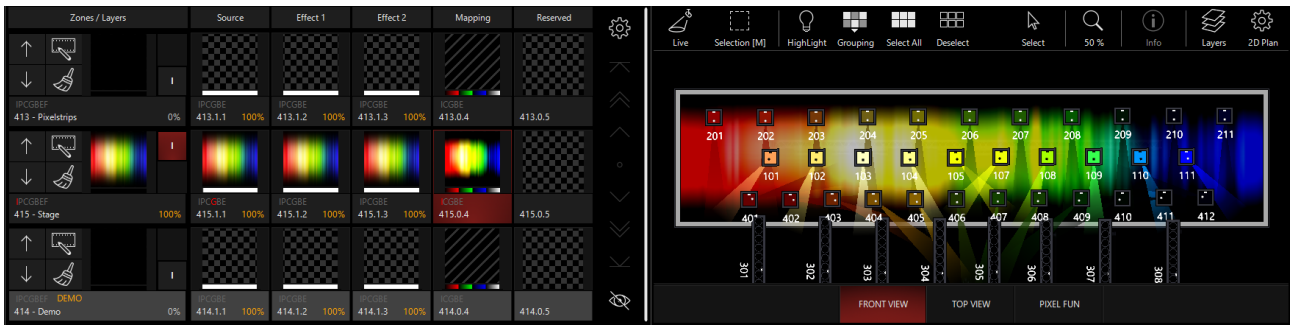 Zones / Layers Source Effect 1 Effect 2 Mapping Reserved
I
IPCGBEF IPCGBE IPCGBE IPCGBE ICGBE
413 - Pixelstrips 0% 413.1.1 100% 413.1.2 100% 413.1.3 100% 413.0.4 413.0.5
I
IPCGBEF IPCGBE IPCGBE IPCGBE ICGBE
415 - Stage 100% 415.1.1 100% 415.1.2 100% 415.1.3 100% 415.0.4 415.0.5
I
IPCGBEF DEMO IPCGBE IPCGBE IPCGBE ICGBE
414 - Demo 0% 414.1.1 100% 414.1.2 100% 414.1.3 100% 414.0.4 414.0.5
Live Selection [M] HighLight Grouping Select All Deselect Select 50 % Info Layers 2D Plan
201 202 203 204 205 206 207 208 209 210 211
101 102 103 104 105 106 107 108 109 110 111
401 402 403 404 405 406 407 408 409 410 411 412
301 302 303 304 305 306 307 308
FRONT VIEW TOP VIEW PIXEL FUN